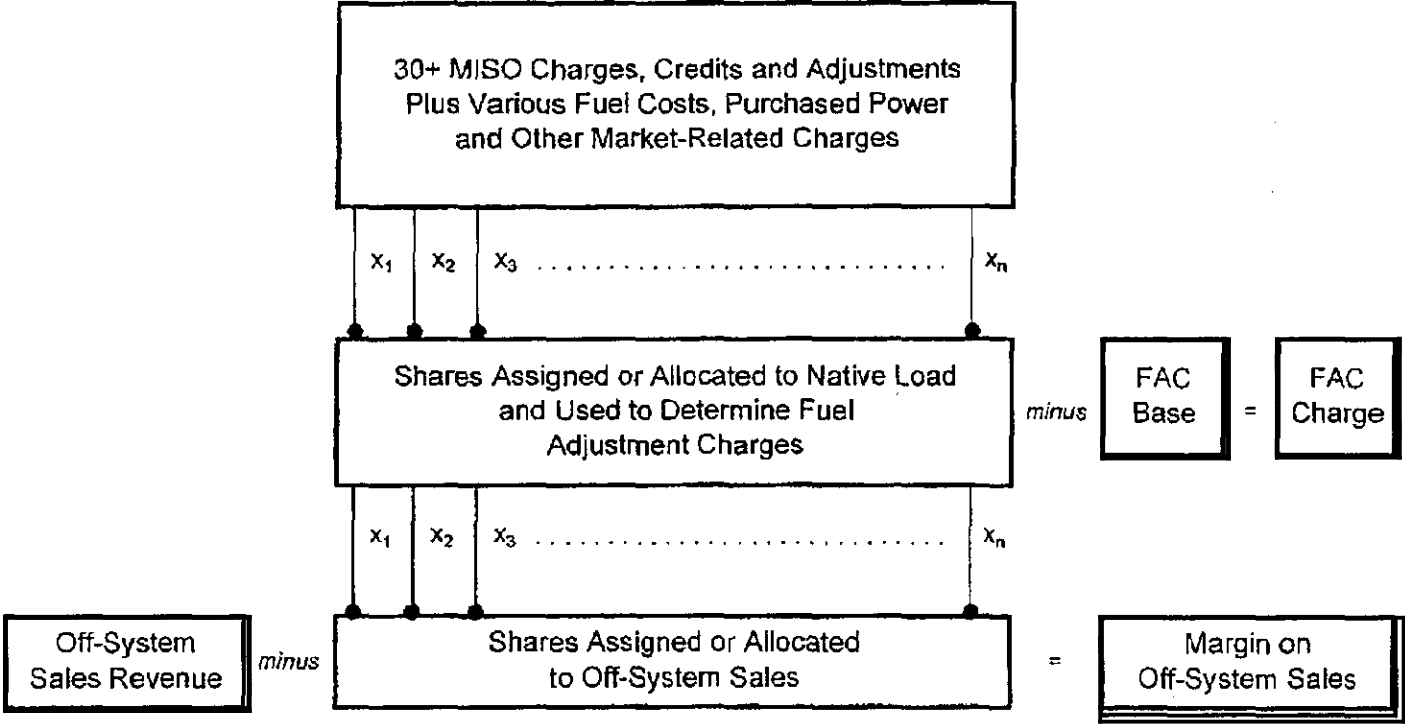 30+ MISO Charges, Credits and Adjustments
Plus Various Fuel Costs, Purchased Power
and Other Market-Related Charges
X₁ X₂ X₃ ............................ Xₙ
Shares Assigned or Allocated to Native Load
and Used to Determine Fuel
Adjustment Charges
minus
FAC
Base
=
FAC
Charge
X₁ X₂ X₃ ............................ Xₙ
Off-System
Sales Revenue
minus
Shares Assigned or Allocated
to Off-System Sales
=
Margin on
Off-System Sales